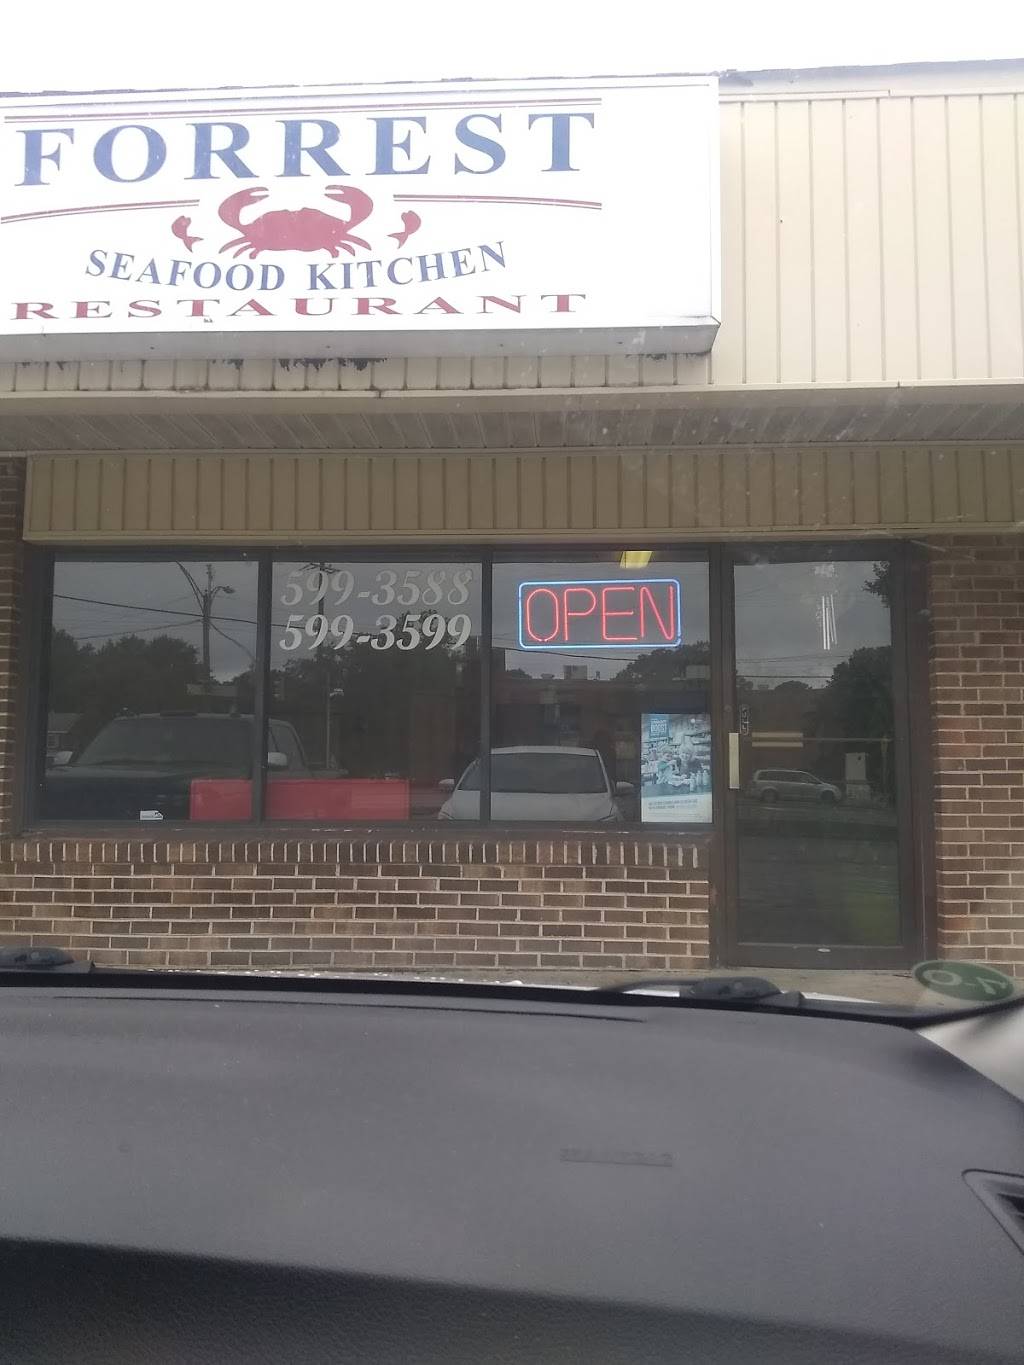 FORREST
SEAFOOD KITCHEN
RESTAURANT
599-3588
599-3599
OPEN